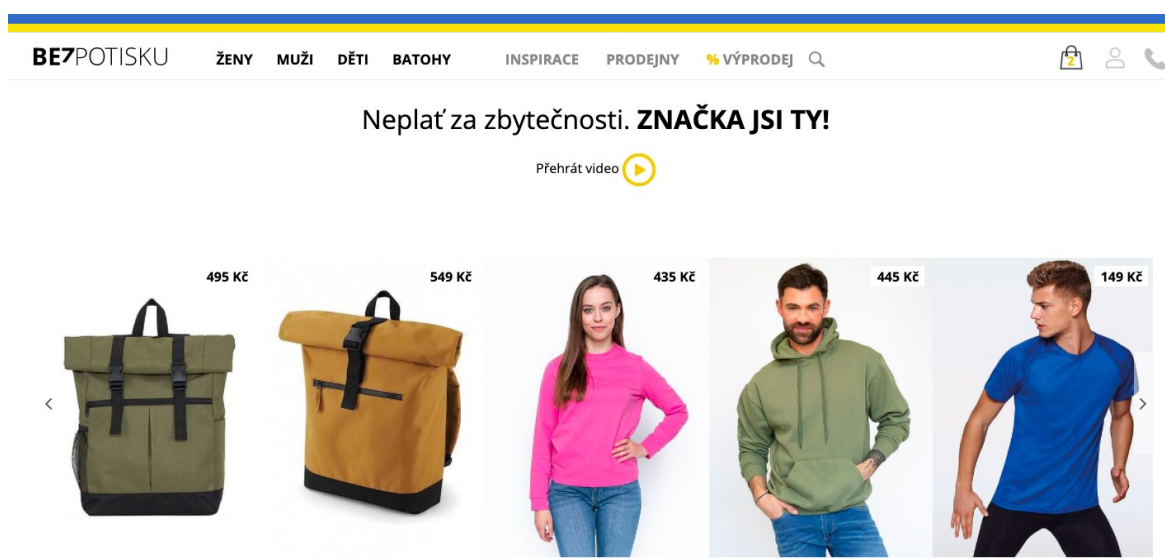 BEZPOTISKU ŽENY MUŽI DĚTI BATOHY INSPIRACE PRODEJNY % VÝPRODEJ 2
Neplať za zbytečnosti. ZNAČKA JSI TY!
Přehrát video
495 Kč 549 Kč 435 Kč 445 Kč 149 Kč